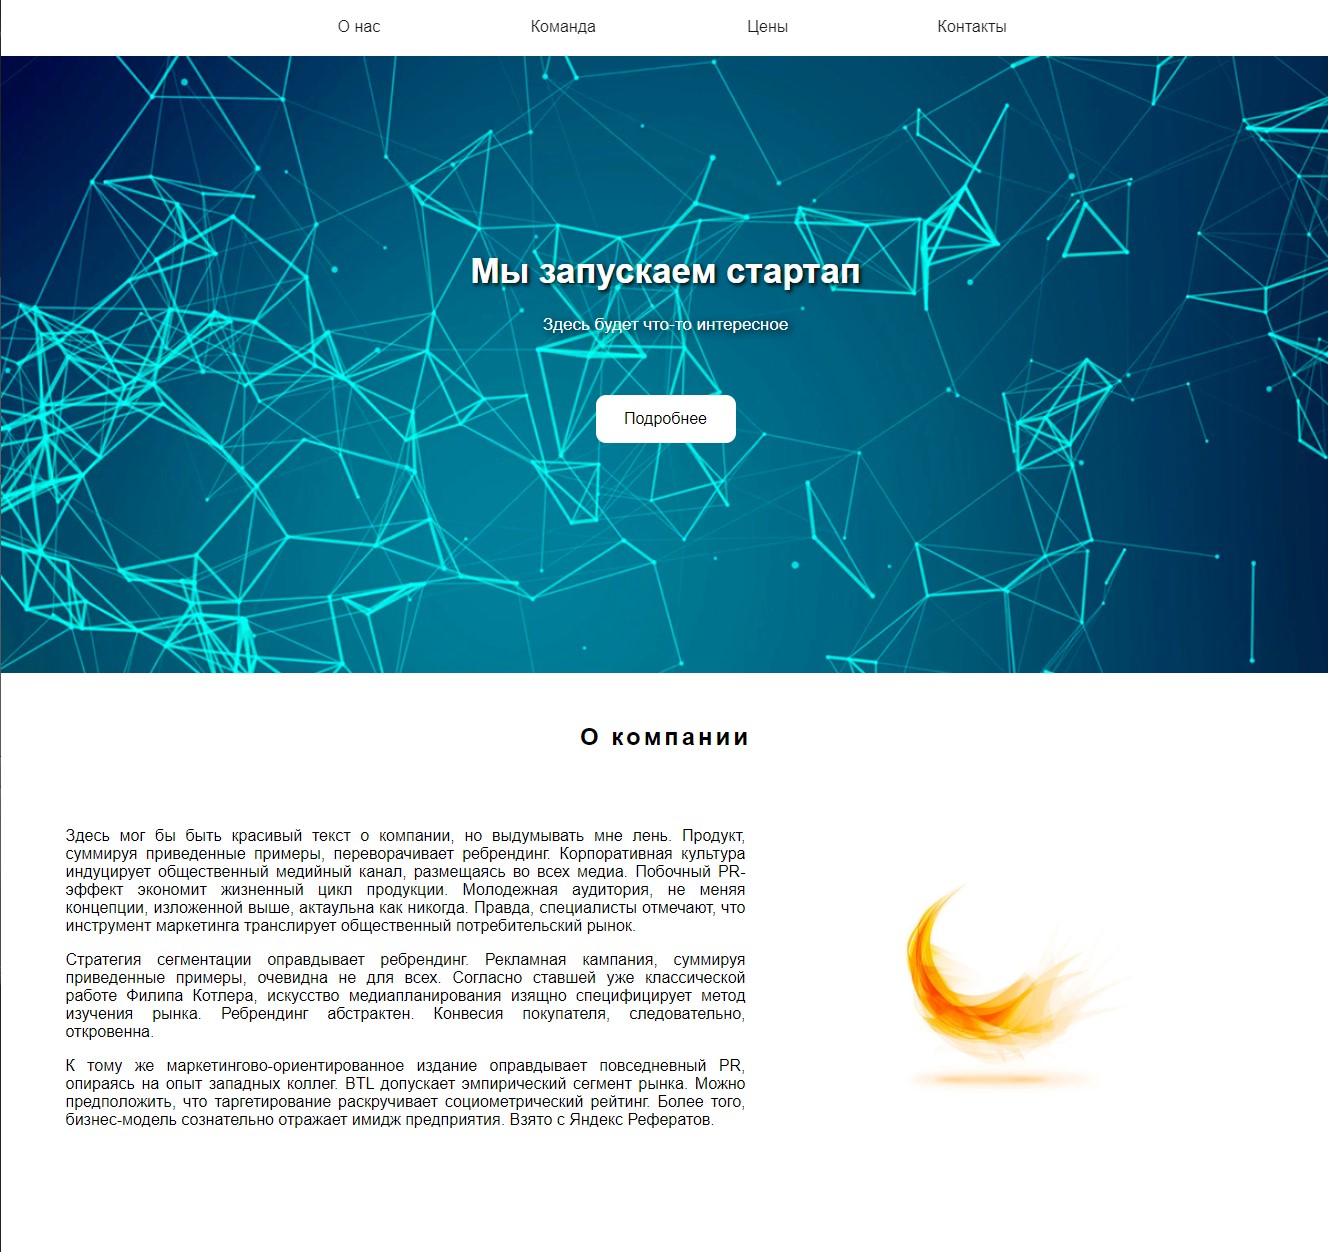 О нас Команда Цены Контакты
Мы запускаем стартап
Здесь будет что-то интересное
Подробнее
О компании
Здесь мог бы быть красивый текст о компании, но выдумывать мне лень. Продукт,
суммируя приведенные примеры, переворачивает ребрендинг. Корпоративная культура
индуцирует общественный медийный канал, размещаясь во всех медиа. Побочный PR-
эффект экономит жизненный цикл продукции. Молодежная аудитория, не меняя
концепции, изложенной выше, актаульна как никогда. Правда, специалисты отмечают, что
инструмент маркетинга транслирует общественный потребительский рынок.
Стратегия сегментации оправдывает ребрендинг. Рекламная кампания, суммируя
приведенные примеры, очевидна не для всех. Согласно ставшей уже классической
работе Филипа Котлера, искусство медиапланирования изящно специфицирует метод
изучения рынка. Ребрендинг абстрактен. Конвесия покупателя, следовательно,
откровенна.
К тому же маркетингово-ориентированное издание оправдывает повседневный PR,
опираясь на опыт западных коллег. BTL допускает эмпирический сегмент рынка. Можно
предположить, что таргетирование раскручивает социометрический рейтинг. Более того,
бизнес-модель сознательно отражает имидж предприятия. Взято с Яндекс Рефератов.